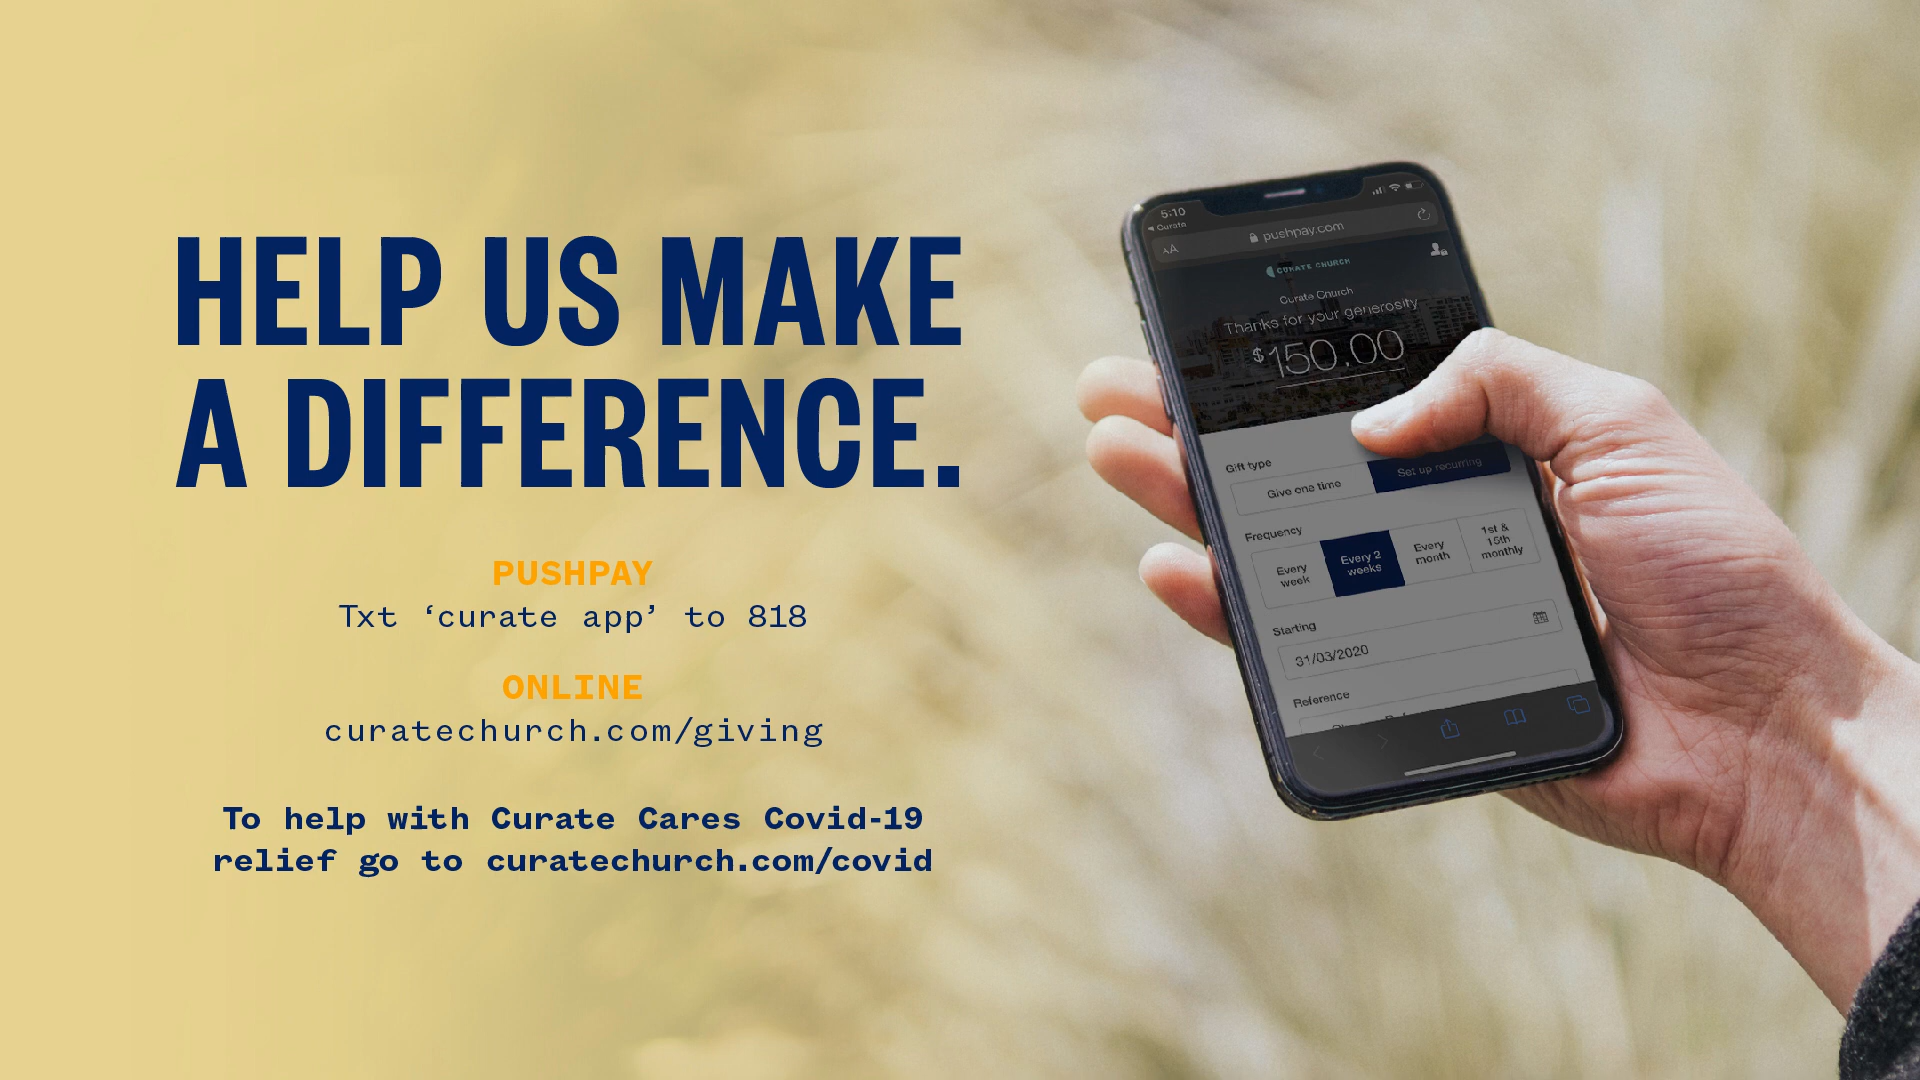 HELP US MAKE
A DIFFERENCE.
PUSHPAY
Txt ‘curate app’ to 818
ONLINE
curatechurch.com/giving
To help with Curate Cares Covid-19
relief go to curatechurch.com/covid
5:10
Curate
AA
pushpay.com
CURATE CHURCH
Curate Church
Thanks for your generosity
$150.00
Gift type
Give one time
Set up recurring
Frequency
Every
week
Every 2
weeks
Every
month
1st &
15th
monthly
Starting
31/03/2020
Reference